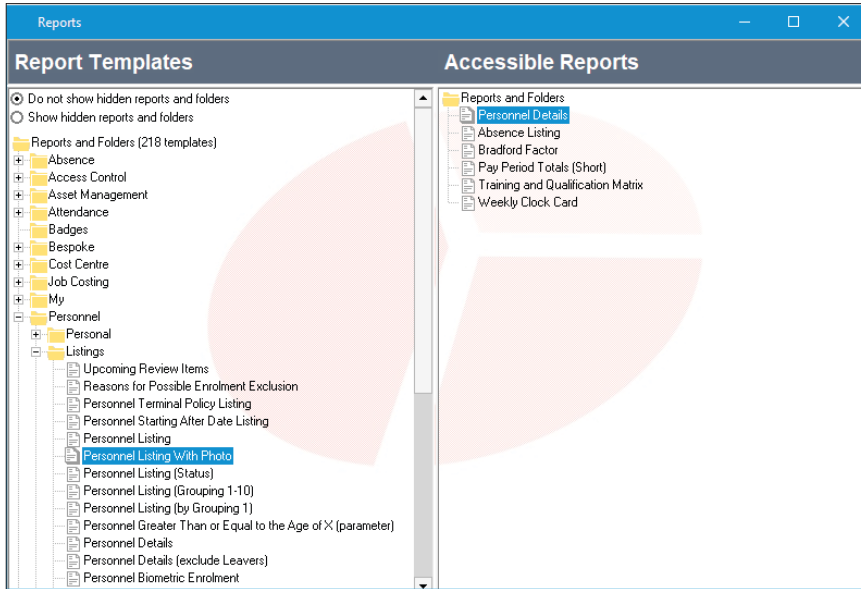 Reports
Report Templates
Accessible Reports
Do not show hidden reports and folders
Show hidden reports and folders
Reports and Folders (218 templates)
Absence
Access Control
Asset Management
Attendance
Badges
Bespoke
Cost Centre
Job Costing
My
Personnel
Personal
Listings
Upcoming Review Items
Reasons for Possible Enrolment Exclusion
Personnel Terminal Policy Listing
Personnel Starting After Date Listing
Personnel Listing
Personnel Listing With Photo
Personnel Listing (Status)
Personnel Listing (Grouping 1-10)
Personnel Listing (by Grouping 1)
Personnel Greater Than or Equal to the Age of X (parameter)
Personnel Details
Personnel Details (exclude Leavers)
Personnel Biometric Enrolment
Reports and Folders
Personnel Details
Absence Listing
Bradford Factor
Pay Period Totals (Short)
Training and Qualification Matrix
Weekly Clock Card